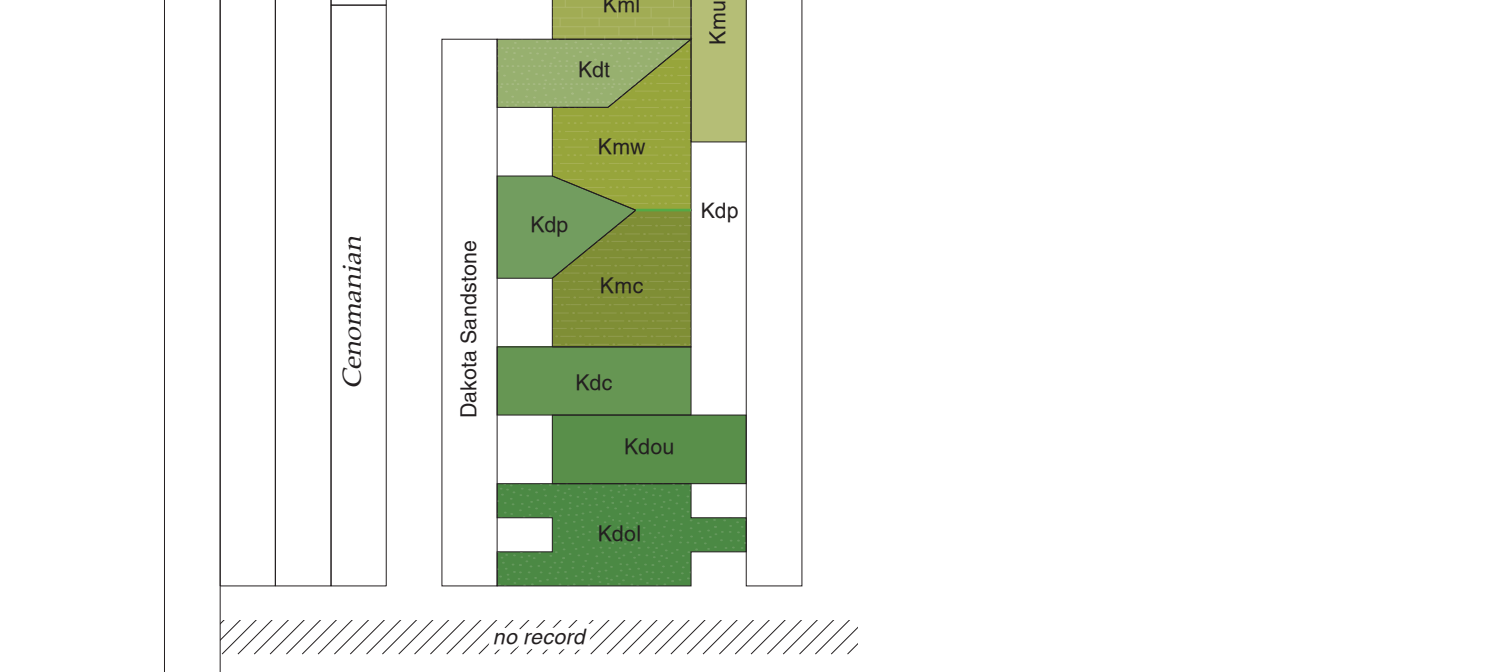 Kml
Kmu
Kdt
Kmw
Kdp
Kdp
Cenomanian
Dakota Sandstone
Kmc
Kdc
Kdou
Kdol
no record